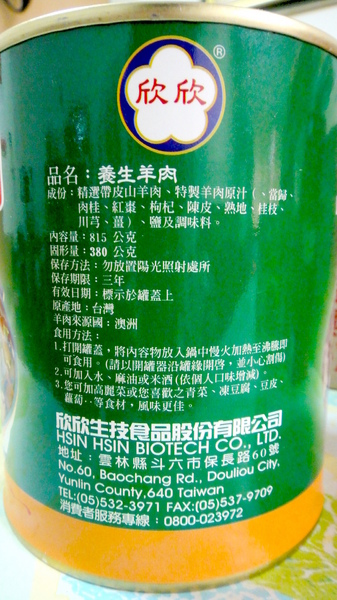 欣欣®
品名：養生羊肉
成份：精選帶皮山羊肉、特製羊肉原汁（、當歸、
肉桂、紅棗、枸杞、陳皮、熟地、桂枝、
川芎、薑）、鹽及調味料。
內容量：815 公克
固形量：380 公克
保存方法：勿放置陽光照射處所
保存期限：三年
有效日期：標示於罐蓋上
原產地：台灣
羊肉來源國：澳洲
食用方法：
1.打開罐蓋，將內容物放入鍋中慢火加熱至沸騰即
可食用。(請以開罐器沿罐緣開啓，並小心割傷)
2.可加入水、麻油或米酒(依個人口味增減)。
3.您可加高麗菜或您喜歡之青菜、凍豆腐、豆皮、
蘿蔔‥等食材，風味更佳。
欣欣生技食品股份有限公司
HSIN HSIN BIOTECH CO., LTD.
地址：雲林縣斗六市保長路60號
No.60, Baochang Rd., Douliou City,
Yunlin County,640 Taiwan
TEL:(05)532-3971 FAX:(05)537-9709
消費者服務專線：0800-023972